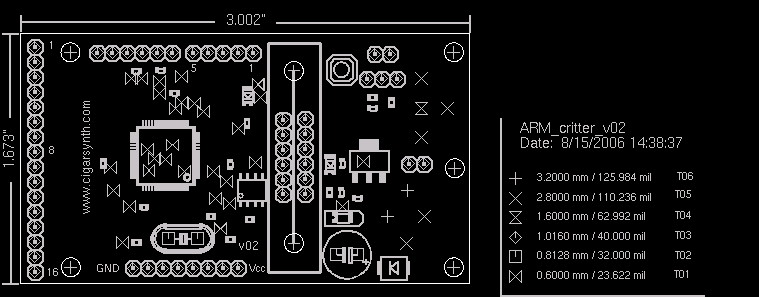 3.002"
1
5
1
1.673"
8
www.cigarsynth.com
v02
16
GND
Vcc
ARM_critter_v02
Date: 8/15/2006 14:38:37
3.2000 mm / 125.984 mil T06
2.8000 mm / 110.236 mil T05
1.6000 mm / 62.992 mil T04
1.0160 mm / 40.000 mil T03
0.8128 mm / 32.000 mil T02
0.6000 mm / 23.622 mil T01